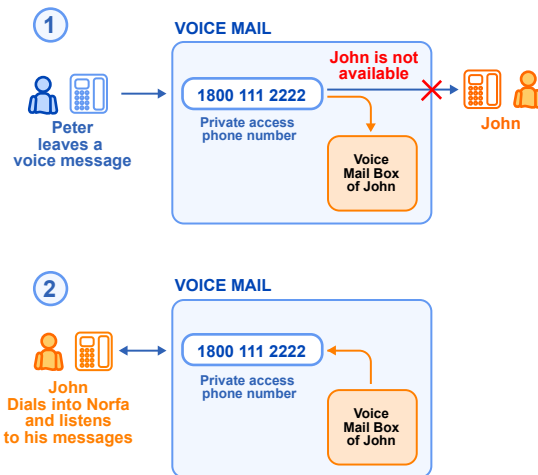 1
VOICE MAIL
John is not
available
1800 111 2222
Private access
phone number
Peter
leaves a
voice message
John
Voice
Mail Box
of John
2
VOICE MAIL
1800 111 2222
Private access
phone number
John
Dials into Norfa
and listens
to his messages
Voice
Mail Box
of John